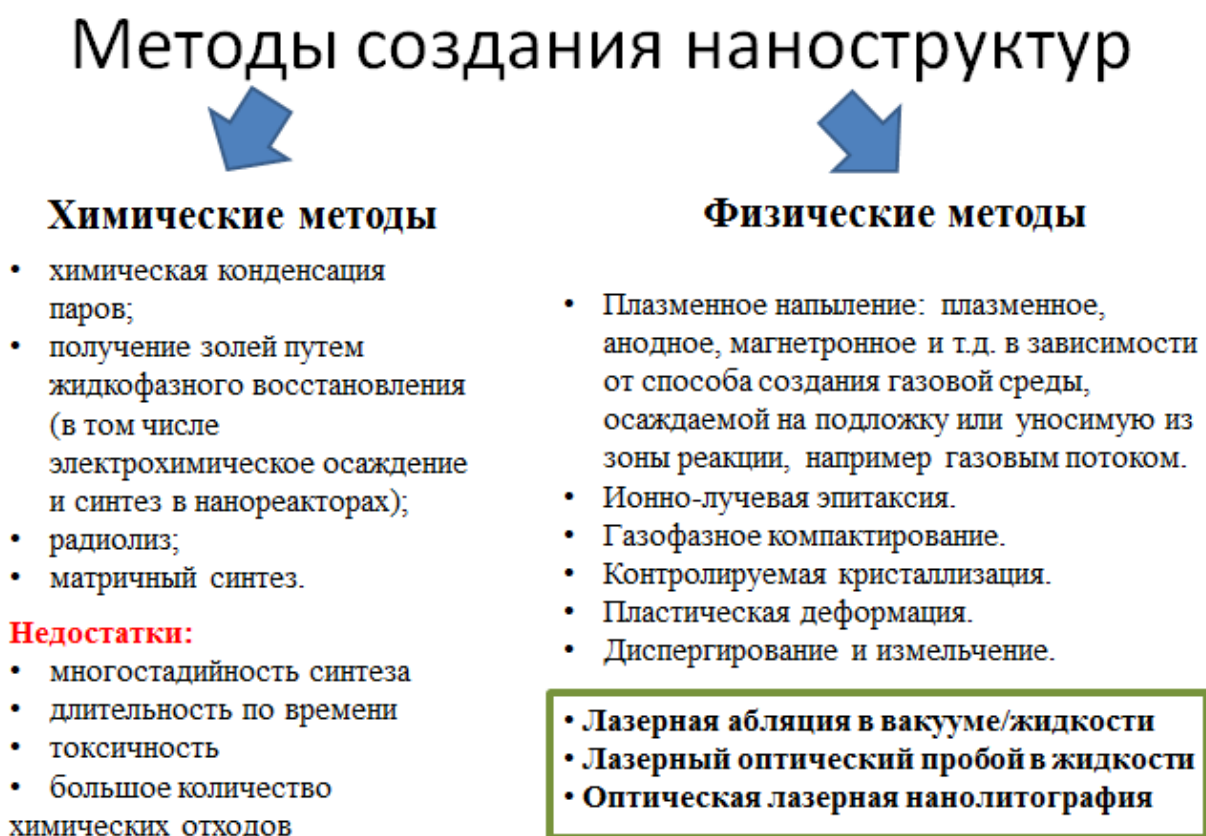 Методы создания наноструктур
Химические методы
• химическая конденсация
паров;
• получение золей путем
жидкофазного восстановления
(в том числе
электрохимическое осаждение
и синтез в нанореакторах);
• радиолиз;
• матричный синтез.
Недостатки:
• многостадийность синтеза
• длительность по времени
• токсичность
• большое количество
химических отходов
Физические методы
• Плазменное напыление: плазменное,
анодное, магнетронное и т.д. в зависимости
от способа создания газовой среды,
осаждаемой на подложку или уносимую из
зоны реакции, например газовым потоком.
• Ионно-лучевая эпитаксия.
• Газофазное компактирование.
• Контролируемая кристаллизация.
• Пластическая деформация.
• Диспергирование и измельчение.
• Лазерная абляция в вакууме/жидкости
• Лазерный оптический пробой в жидкости
• Оптическая лазерная нанолитография